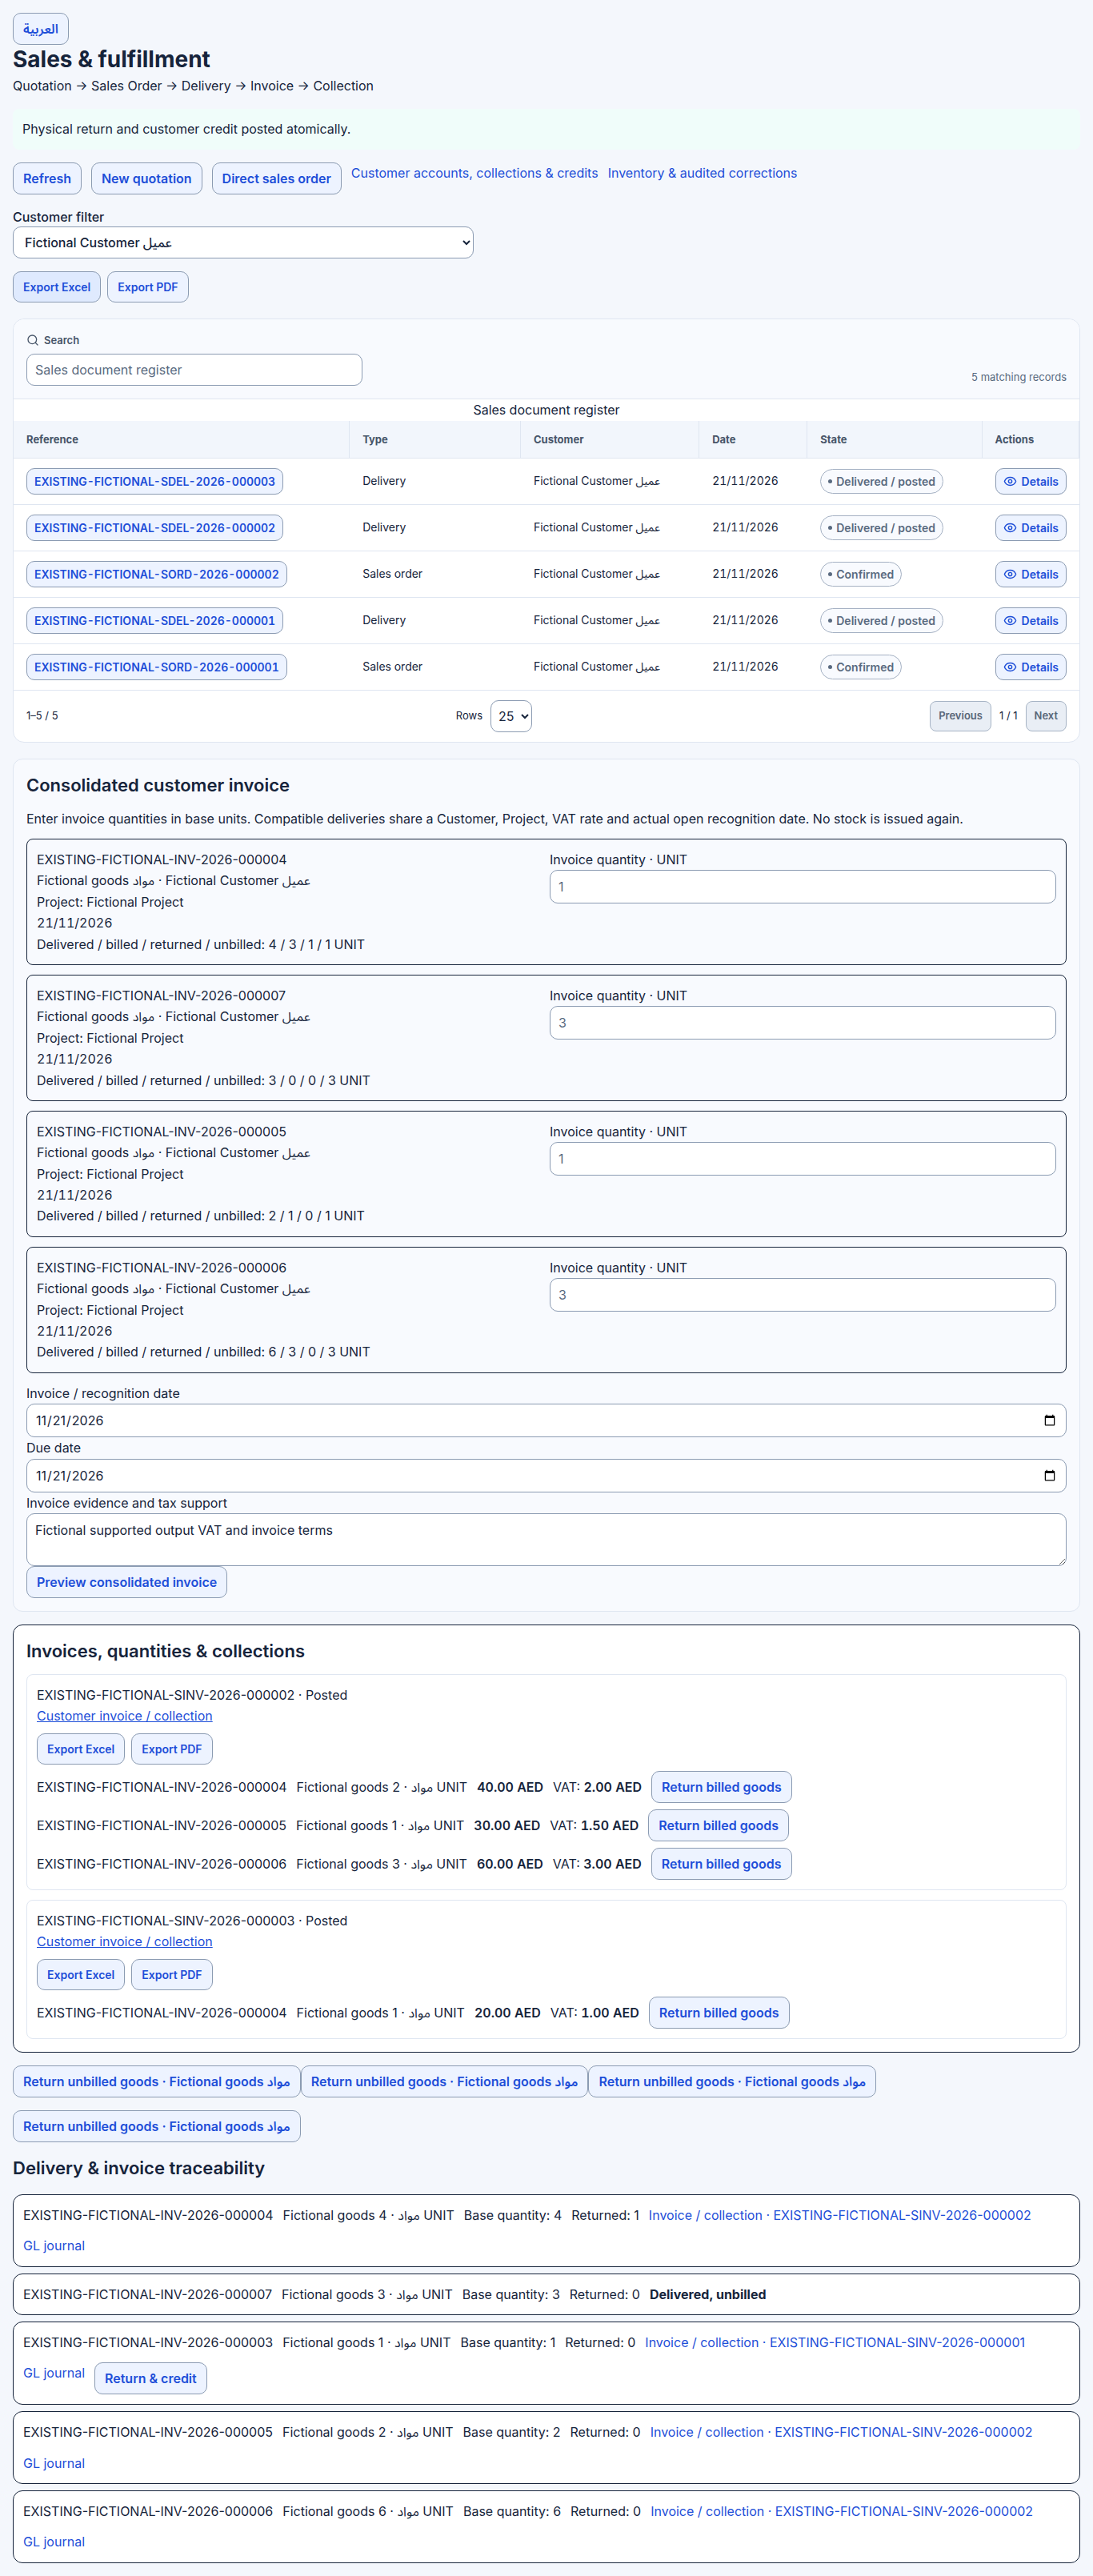 العربية
Sales & fulfillment
Quotation → Sales Order → Delivery → Invoice → Collection
Physical return and customer credit posted atomically.
Refresh New quotation Direct sales order Customer accounts, collections & credits Inventory & audited corrections
Customer filter
Fictional Customer عميل
Export Excel Export PDF
Search
Sales document register
5 matching records
Sales document register
Reference Type Customer Date State Actions
EXISTING-FICTIONAL-SDEL-2026-000003 Delivery Fictional Customer عميل 21/11/2026 • Delivered / posted Details
EXISTING-FICTIONAL-SDEL-2026-000002 Delivery Fictional Customer عميل 21/11/2026 • Delivered / posted Details
EXISTING-FICTIONAL-SORD-2026-000002 Sales order Fictional Customer عميل 21/11/2026 • Confirmed Details
EXISTING-FICTIONAL-SDEL-2026-000001 Delivery Fictional Customer عميل 21/11/2026 • Delivered / posted Details
EXISTING-FICTIONAL-SORD-2026-000001 Sales order Fictional Customer عميل 21/11/2026 • Confirmed Details
1–5 / 5 Rows 25 Previous 1 / 1 Next
Consolidated customer invoice
Enter invoice quantities in base units. Compatible deliveries share a Customer, Project, VAT rate and actual open recognition date. No stock is issued again.
EXISTING-FICTIONAL-INV-2026-000004
Fictional goods مواد · Fictional Customer عميل
Project: Fictional Project
21/11/2026
Delivered / billed / returned / unbilled: 4 / 3 / 1 / 1 UNIT
Invoice quantity · UNIT
1
EXISTING-FICTIONAL-INV-2026-000007
Fictional goods مواد · Fictional Customer عميل
Project: Fictional Project
21/11/2026
Delivered / billed / returned / unbilled: 3 / 0 / 0 / 3 UNIT
Invoice quantity · UNIT
3
EXISTING-FICTIONAL-INV-2026-000005
Fictional goods مواد · Fictional Customer عميل
Project: Fictional Project
21/11/2026
Delivered / billed / returned / unbilled: 2 / 1 / 0 / 1 UNIT
Invoice quantity · UNIT
1
EXISTING-FICTIONAL-INV-2026-000006
Fictional goods مواد · Fictional Customer عميل
Project: Fictional Project
21/11/2026
Delivered / billed / returned / unbilled: 6 / 3 / 0 / 3 UNIT
Invoice quantity · UNIT
3
Invoice / recognition date
11/21/2026
Due date
11/21/2026
Invoice evidence and tax support
Fictional supported output VAT and invoice terms
Preview consolidated invoice
Invoices, quantities & collections
EXISTING-FICTIONAL-SINV-2026-000002 · Posted
Customer invoice / collection
Export Excel Export PDF
EXISTING-FICTIONAL-INV-2026-000004 Fictional goods 2 · مواد UNIT 40.00 AED VAT: 2.00 AED Return billed goods
EXISTING-FICTIONAL-INV-2026-000005 Fictional goods 1 · مواد UNIT 30.00 AED VAT: 1.50 AED Return billed goods
EXISTING-FICTIONAL-INV-2026-000006 Fictional goods 3 · مواد UNIT 60.00 AED VAT: 3.00 AED Return billed goods
EXISTING-FICTIONAL-SINV-2026-000003 · Posted
Customer invoice / collection
Export Excel Export PDF
EXISTING-FICTIONAL-INV-2026-000004 Fictional goods 1 · مواد UNIT 20.00 AED VAT: 1.00 AED Return billed goods
Return unbilled goods · Fictional goods مواد Return unbilled goods · Fictional goods مواد Return unbilled goods · Fictional goods مواد
Return unbilled goods · Fictional goods مواد
Delivery & invoice traceability
EXISTING-FICTIONAL-INV-2026-000004 Fictional goods 4 · مواد UNIT Base quantity: 4 Returned: 1 Invoice / collection · EXISTING-FICTIONAL-SINV-2026-000002
GL journal
EXISTING-FICTIONAL-INV-2026-000007 Fictional goods 3 · مواد UNIT Base quantity: 3 Returned: 0 Delivered, unbilled
EXISTING-FICTIONAL-INV-2026-000003 Fictional goods 1 · مواد UNIT Base quantity: 1 Returned: 0 Invoice / collection · EXISTING-FICTIONAL-SINV-2026-000001
GL journal Return & credit
EXISTING-FICTIONAL-INV-2026-000005 Fictional goods 2 · مواد UNIT Base quantity: 2 Returned: 0 Invoice / collection · EXISTING-FICTIONAL-SINV-2026-000002
GL journal
EXISTING-FICTIONAL-INV-2026-000006 Fictional goods 6 · مواد UNIT Base quantity: 6 Returned: 0 Invoice / collection · EXISTING-FICTIONAL-SINV-2026-000002
GL journal